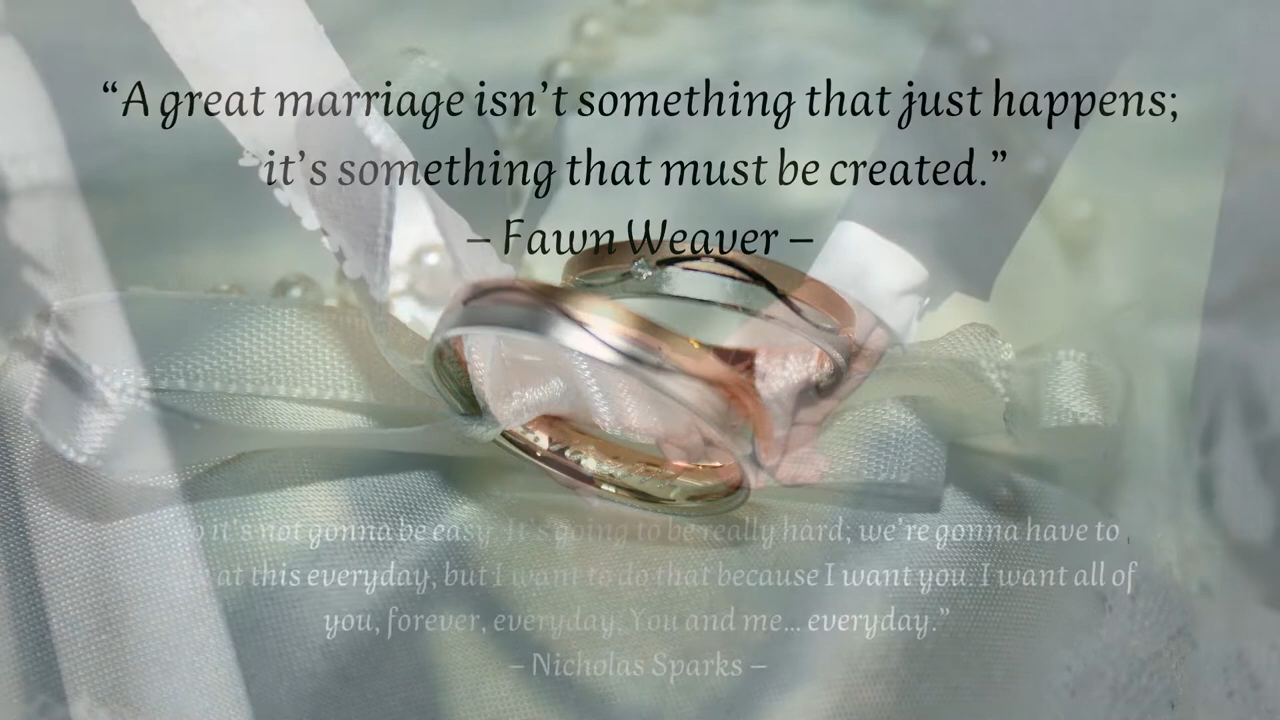 “A great marriage isn’t something that just happens;
it’s something that must be created.”
– Fawn Weaver –
it’s not gonna be easy. It’s going to be really hard; we’re gonna have to
at this everyday, but I want to do that because I want you. I want all of
you, forever, everyday. You and me... everyday.”
– Nicholas Sparks –